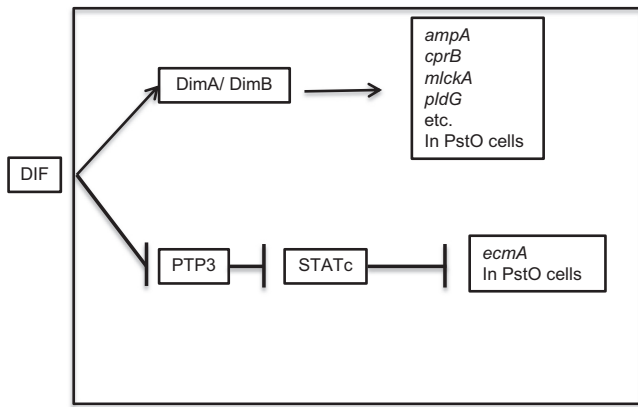 ampA
cprB
mlckA
pldG
etc.
In PstO cells
DimA/ DimB
DIF
PTP3
STATc
ecmA
In PstO cells